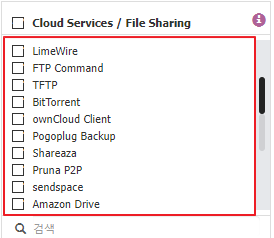 Cloud Services / File Sharing
LimeWire
FTP Command
TFTP
BitTorrent
ownCloud Client
Pogoplug Backup
Shareaza
Pruna P2P
sendspace
Amazon Drive
검색